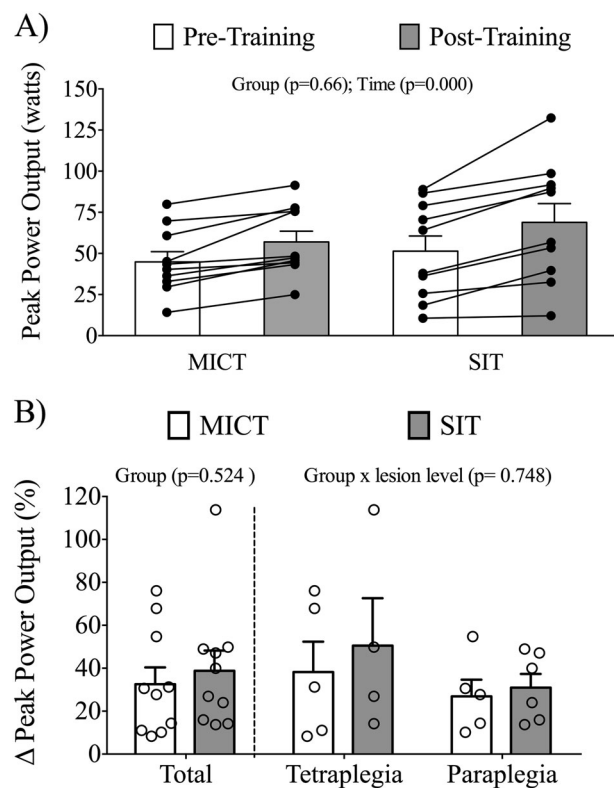 A)
Pre-Training Post-Training
Group (p=0.66); Time (p=0.000)
Peak Power Output (watts)
150
125
100
75
50
25
0
MICT SIT
B)
MICT SIT
Group (p=0.524 ) Group x lesion level (p= 0.748)
Δ Peak Power Output (%)
120
100
80
60
40
20
0
Total Tetraplegia Paraplegia